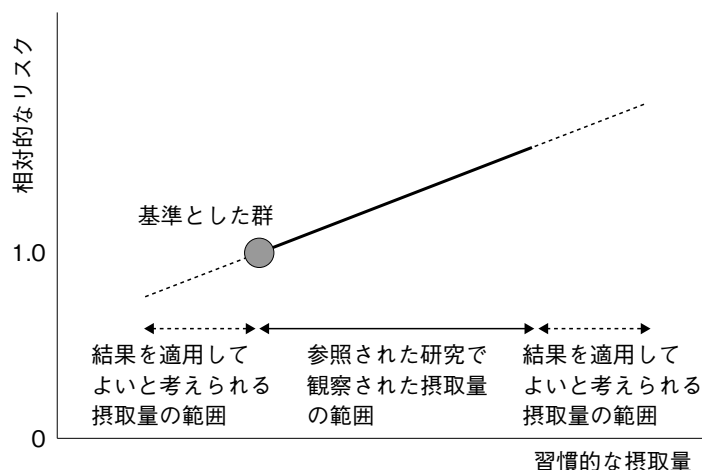 相対的なリスク
基準とした群
1.0
結果を適用して
よいと考えられる
摂取量の範囲
参照された研究で
観察された摂取量
の範囲
結果を適用して
よいと考えられる
摂取量の範囲
0
習慣的な摂取量